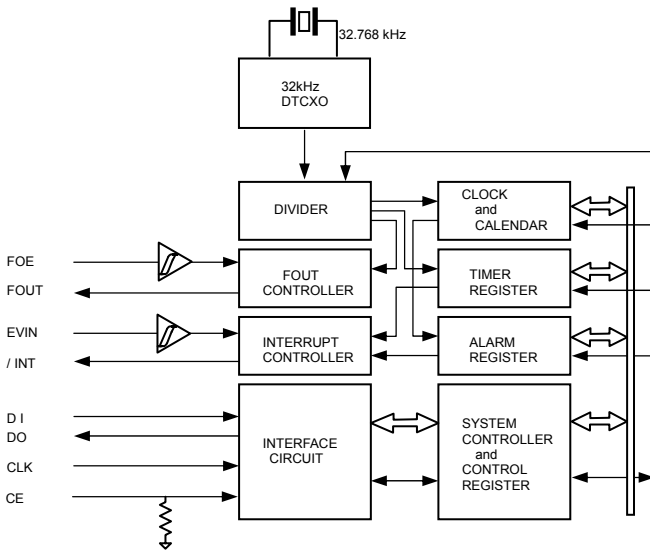 32.768 kHz
32kHz
DTCXO
DIVIDER
CLOCK
and
CALENDAR
FOE
FOUT
FOUT
CONTROLLER
TIMER
REGISTER
EVIN
/ INT
INTERRUPT
CONTROLLER
ALARM
REGISTER
D I
DO
CLK
CE
INTERFACE
CIRCUIT
SYSTEM
CONTROLLER
and
CONTROL
REGISTER